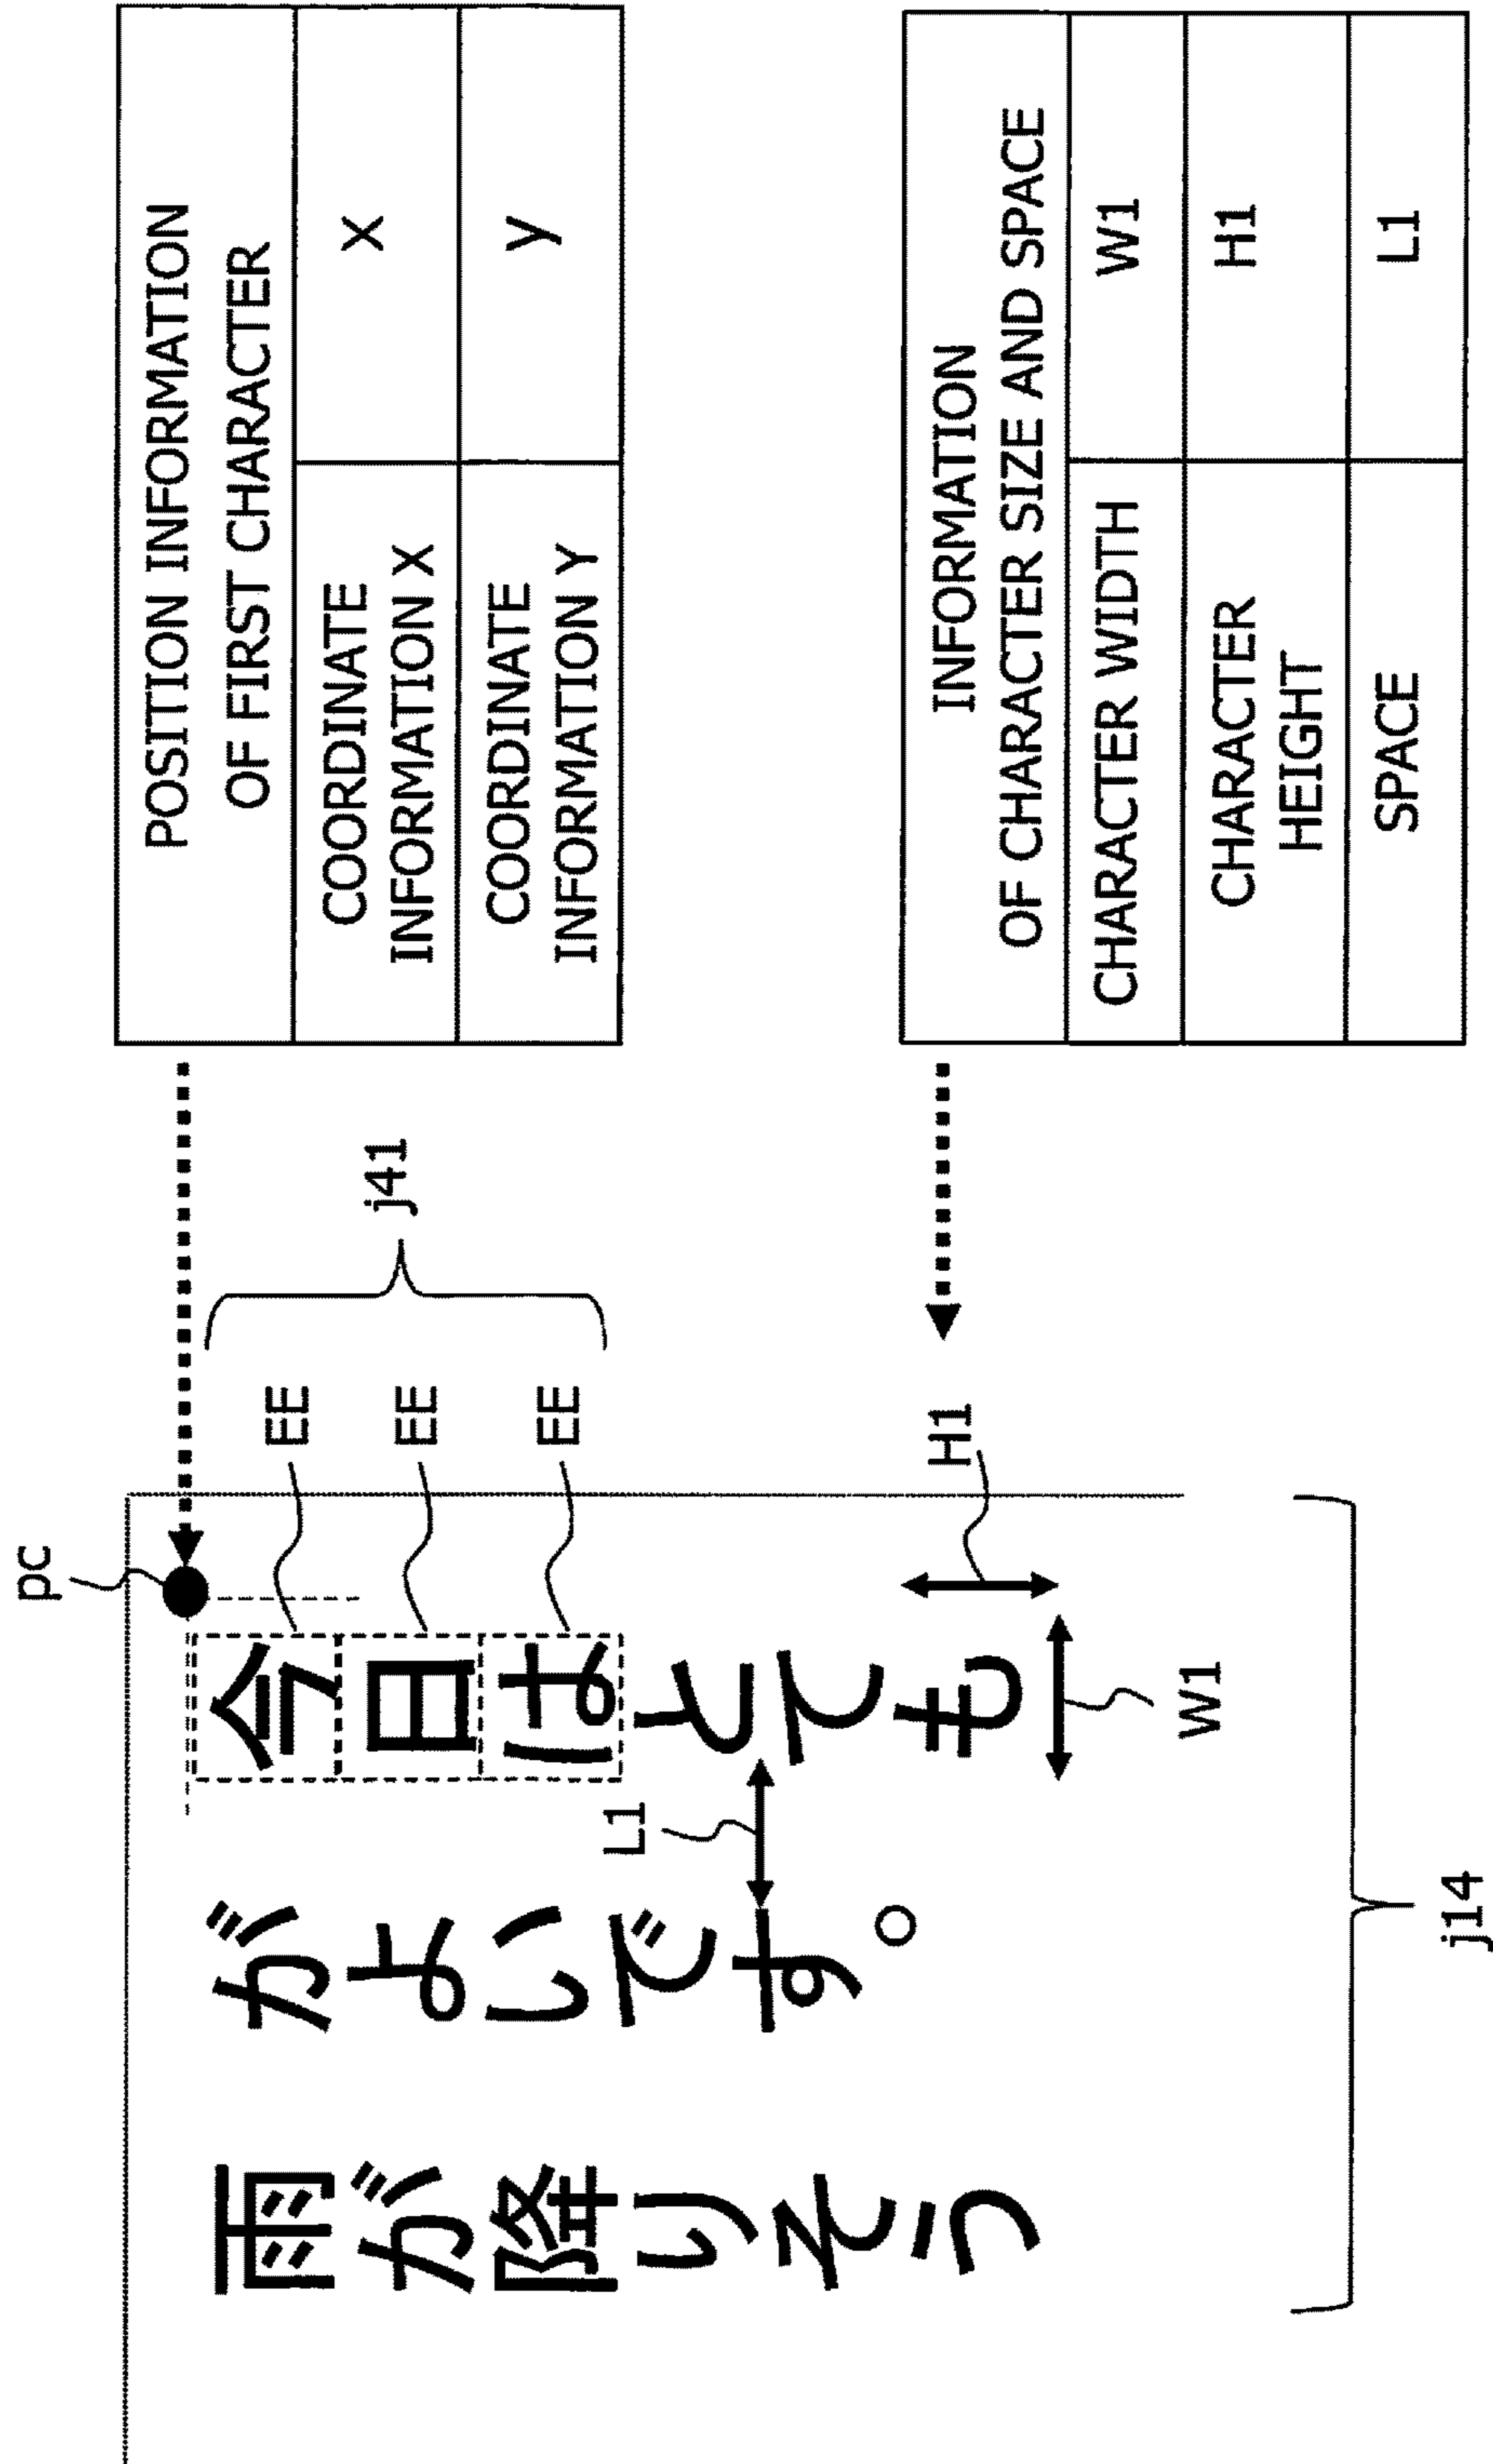 pc
今日はとても
がよいです。
雨が降りそう
EE
EE
EE
j41
L1
H1
W1
j14
POSITION INFORMATION
OF FIRST CHARACTER
COORDINATE
INFORMATION X
X
COORDINATE
INFORMATION Y
y
INFORMATION
OF CHARACTER SIZE AND SPACE
CHARACTER WIDTH
W1
CHARACTER
HEIGHT
H1
SPACE
L1